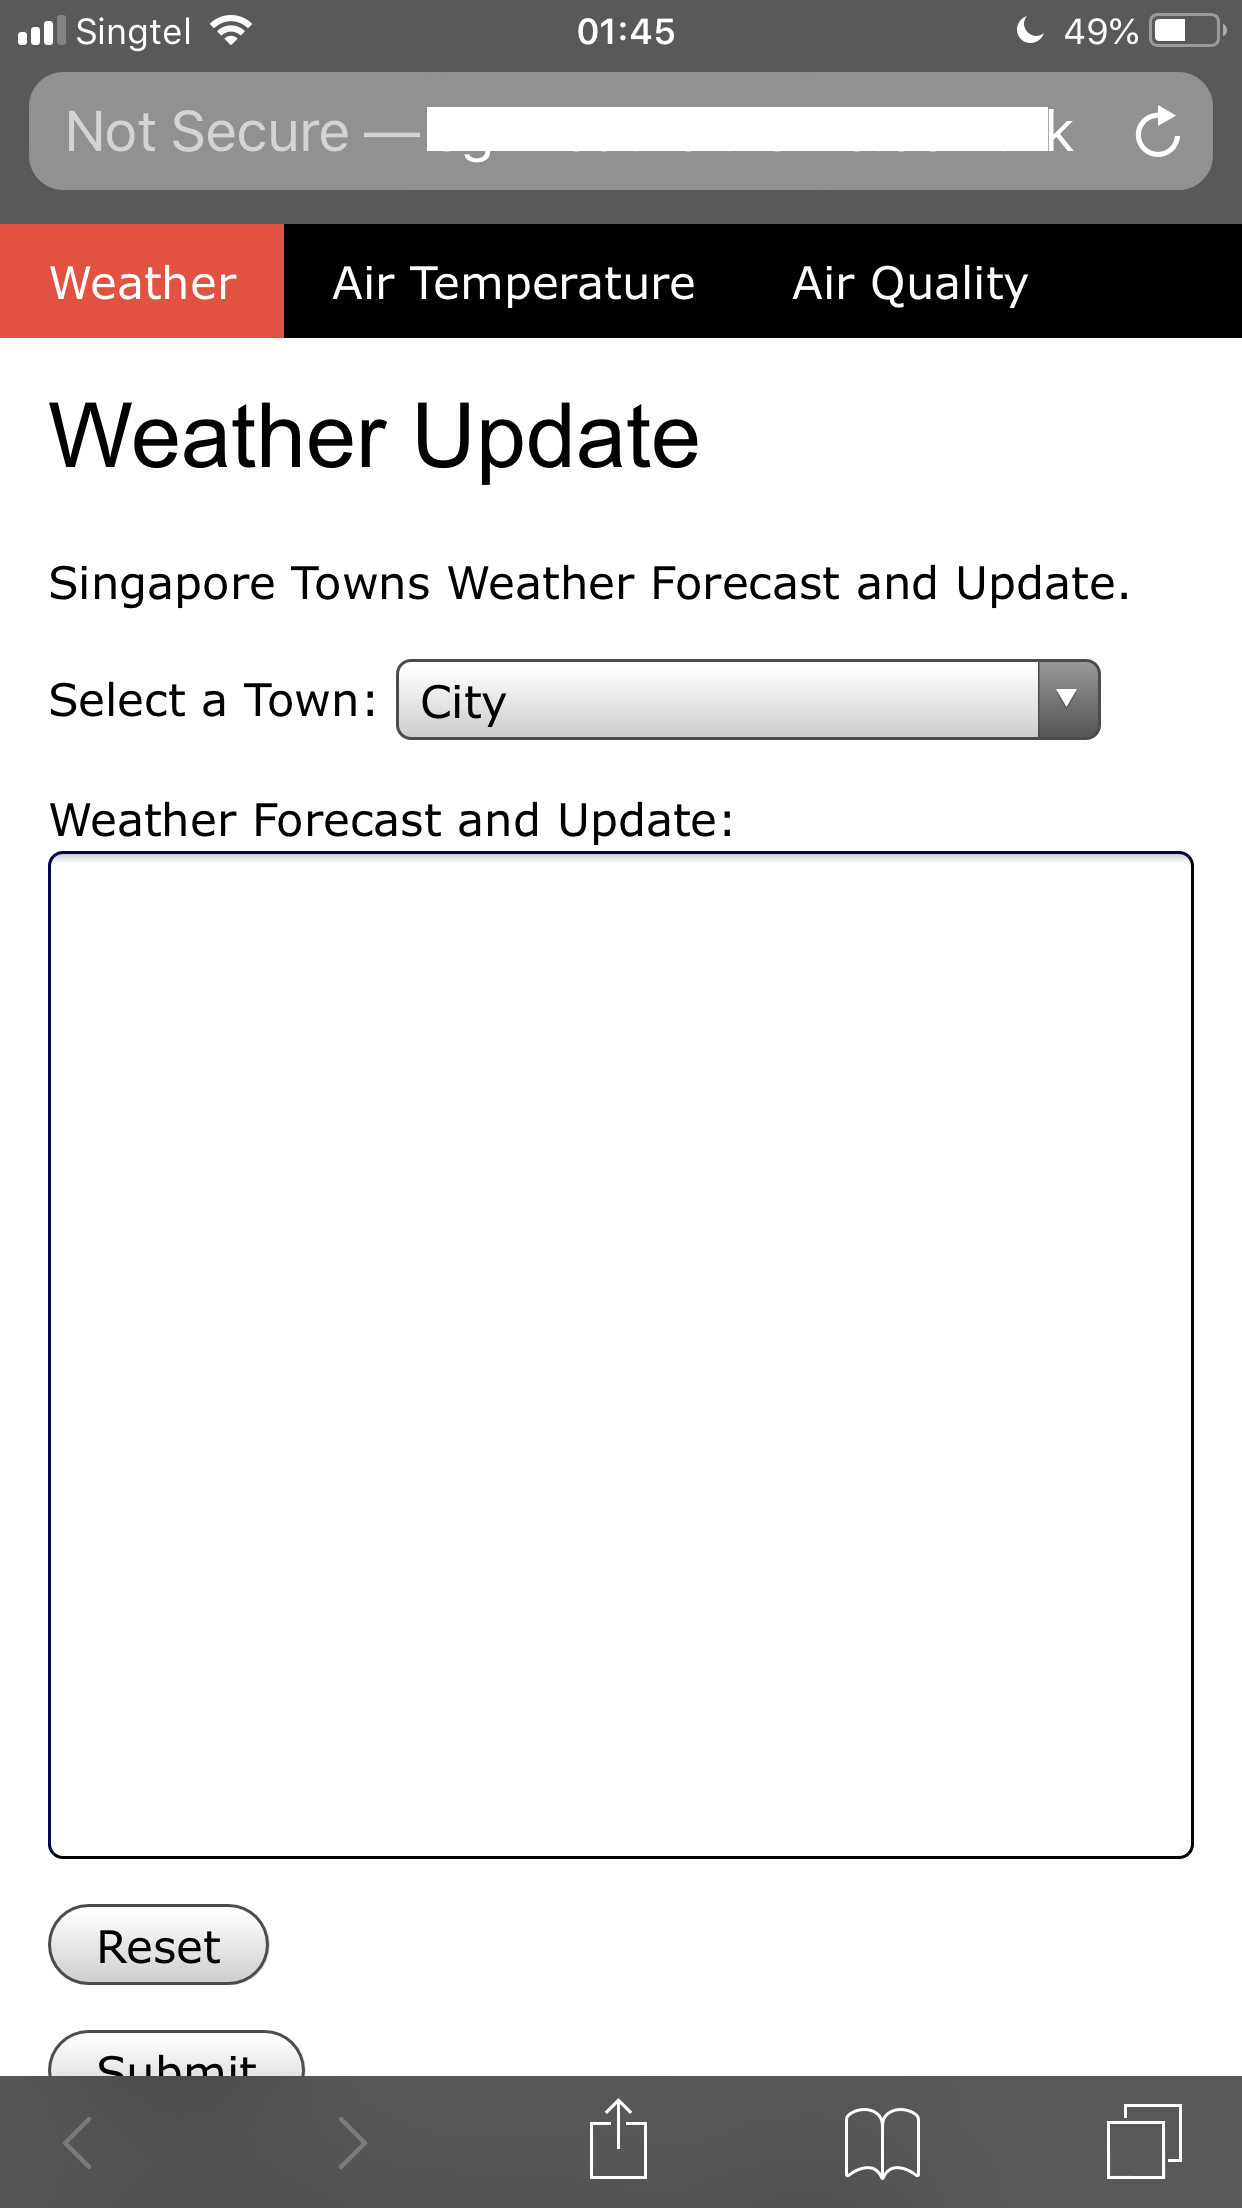 Singtel 01:45 49%
Not Secure —
Weather Air Temperature Air Quality
Weather Update
Singapore Towns Weather Forecast and Update.
Select a Town: City
Weather Forecast and Update:
Reset
Submit